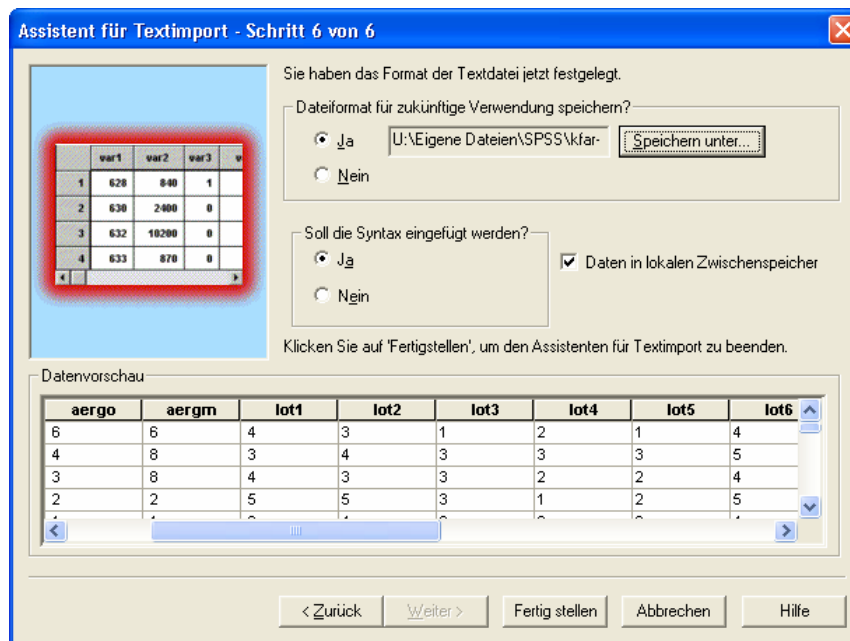 Assistent für Textimport - Schritt 6 von 6
Sie haben das Format der Textdatei jetzt festgelegt.
Dateiformat für zukünftige Verwendung speichern?
Ja U:\Eigene Dateien\SPSS\kfar- Speichern unter...
Nein
var1 var2 var3 v
1 628 840 1
2 630 2400 0
3 632 10200 0
4 633 870 0
Soll die Syntax eingefügt werden?
Ja
Nein
Daten in lokalen Zwischenspeicher
Klicken Sie auf 'Fertigstellen', um den Assistenten für Textimport zu beenden.
Datenvorschau
aergo aergm lot1 lot2 lot3 lot4 lot5 lot6
6 6 4 3 1 2 1 4
4 8 3 4 3 3 3 5
3 8 4 3 3 2 2 4
2 2 5 5 3 1 2 5
< Zurück Weiter > Fertig stellen Abbrechen Hilfe